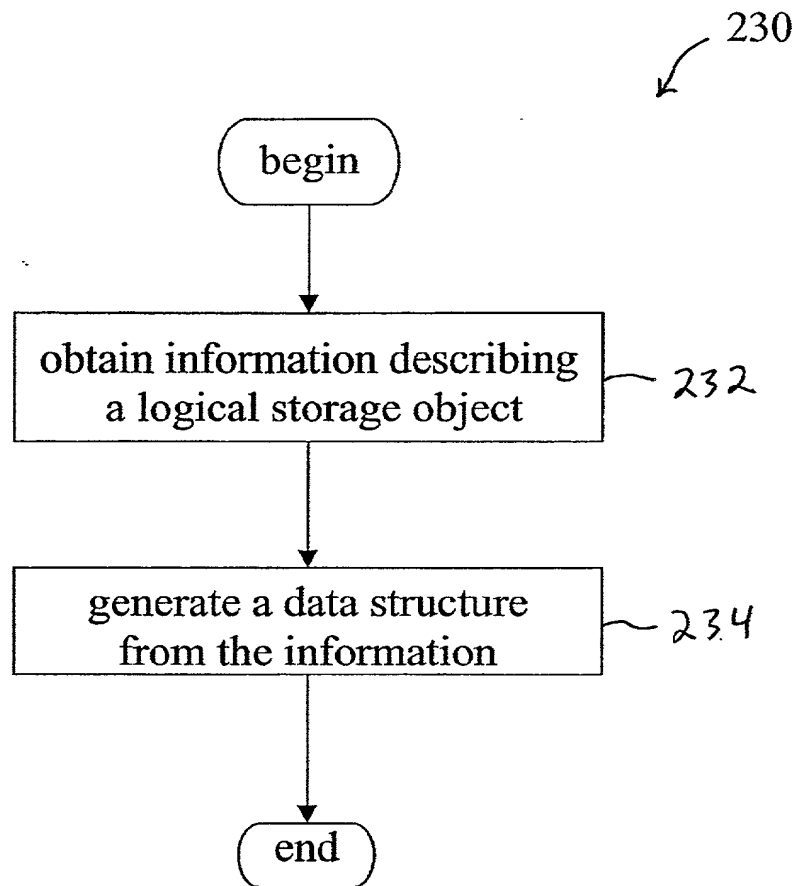 230
begin
obtain information describing
a logical storage object
232
generate a data structure
from the information
234
end